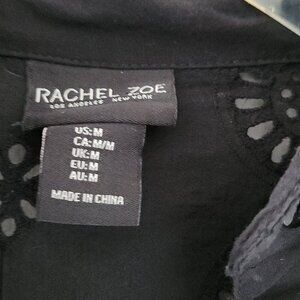 RACHEL ZOE
LOS ANGELES NEW YORK
US:M
CA:M/M
UK:M
EU:M
AU:M
MADE IN CHINA